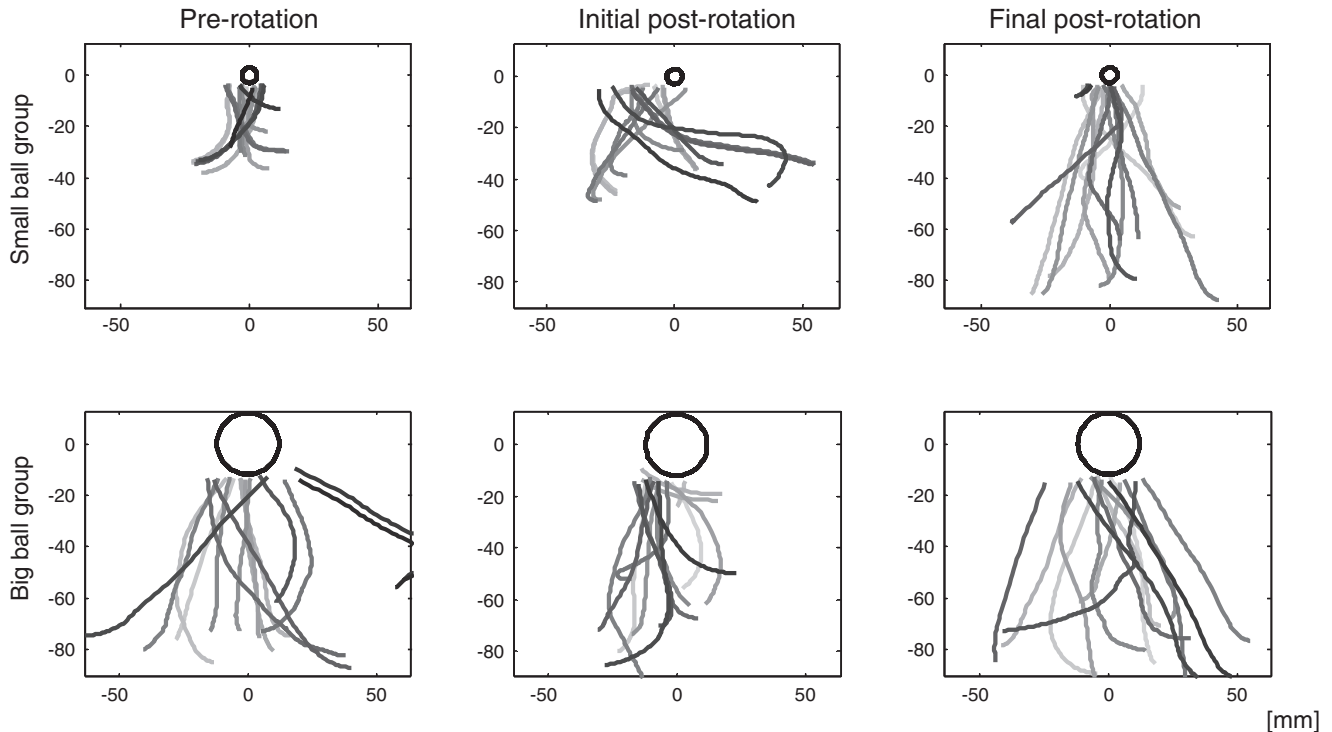 Pre-rotation Initial post-rotation Final post-rotation
Small ball group
0 0 0
-20 -20 -20
-40 -40 -40
-60 -60 -60
-80 -80 -80
-50 0 50 -50 0 50 -50 0 50
Big ball group
0 0 0
-20 -20 -20
-40 -40 -40
-60 -60 -60
-80 -80 -80
-50 0 50 -50 0 50 -50 0 50
[mm]